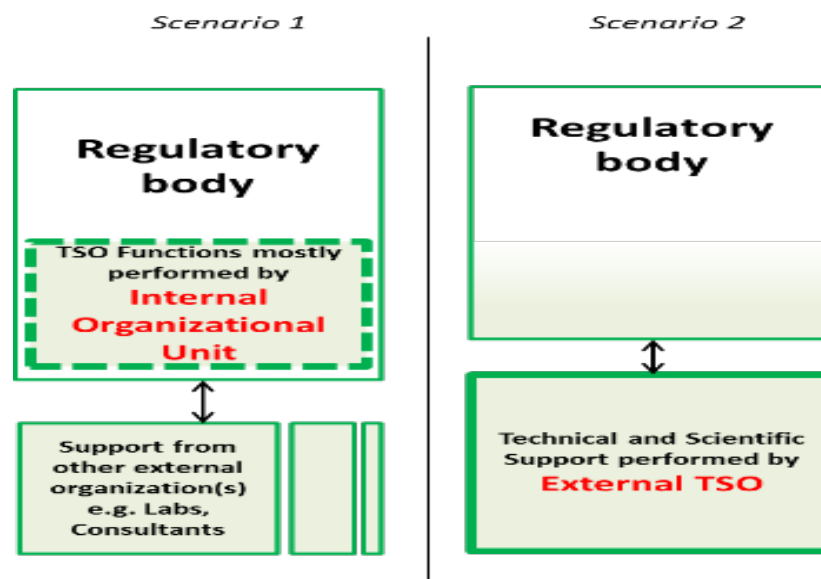 Scenario 1
Regulatory
body
TSO Functions mostly
performed by
Internal
Organizational
Unit
Support from
other external
organization(s)
e.g. Labs,
Consultants
Scenario 2
Regulatory
body
Technical and Scientific
Support performed by
External TSO